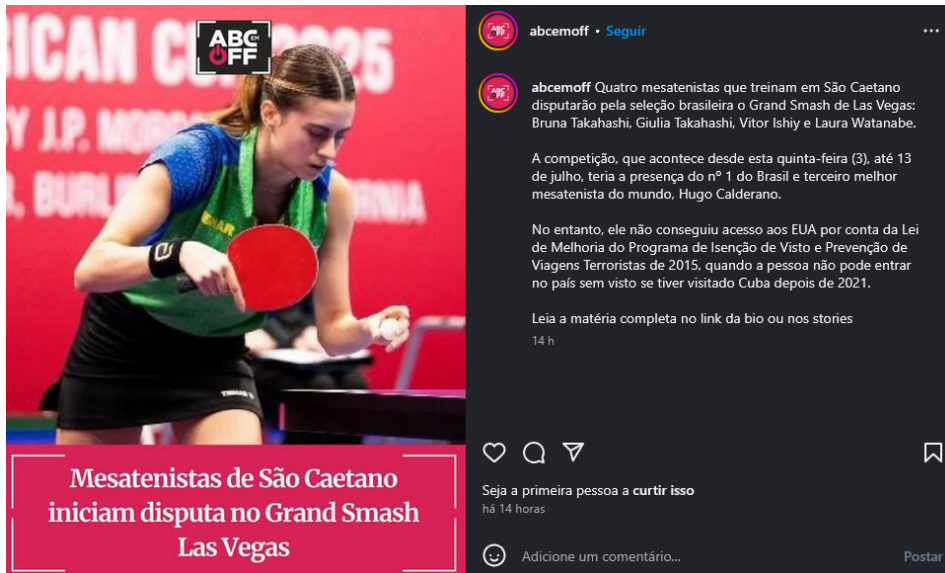 RICAN CU 2025
Y J.P. MORG
, BURLIN
ORNIA
ABC
EM
OFF
Mesatenistas de São Caetano
iniciam disputa no Grand Smash
Las Vegas
abcemoff • Seguir
abcemoff Quatro mesatenistas que treinam em São Caetano
disputarão pela seleção brasileira o Grand Smash de Las Vegas:
Bruna Takahashi, Giulia Takahashi, Vitor Ishiy e Laura Watanabe.
A competição, que acontece desde esta quinta-feira (3), até 13
de julho, teria a presença do nº 1 do Brasil e terceiro melhor
mesatenista do mundo, Hugo Calderano.
No entanto, ele não conseguiu acesso aos EUA por conta da Lei
de Melhoria do Programa de Isenção de Visto e Prevenção de
Viagens Terroristas de 2015, quando a pessoa não pode entrar
no país sem visto se tiver visitado Cuba depois de 2021.
Leia a matéria completa no link da bio ou nos stories
14 h
Seja a primeira pessoa a curtir isso
há 14 horas
Adicione um comentário...
Postar